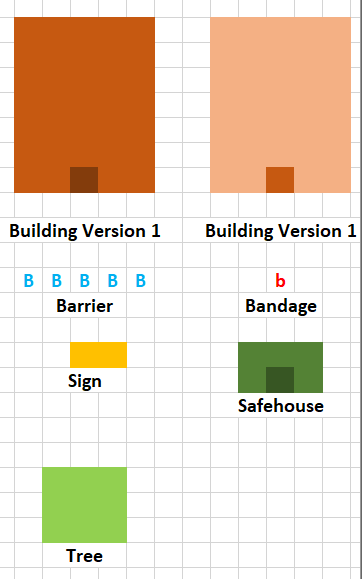 Building Version 1 Building Version 1
B B B B B b
Barrier Bandage
Sign
Safehouse
Tree